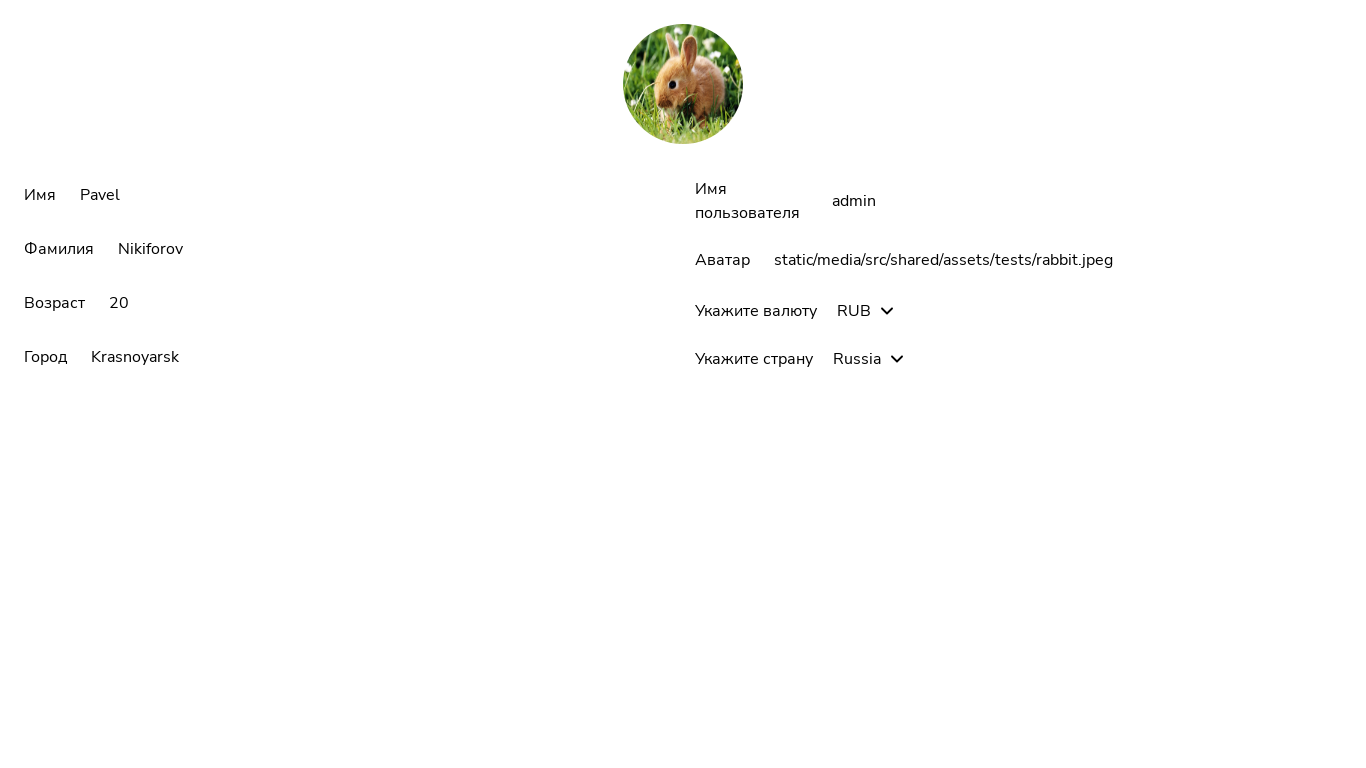 Имя Pavel
Фамилия Nikiforov
Возраст 20
Город Krasnoyarsk
Имя
пользователя admin
Аватар static/media/src/shared/assets/tests/rabbit.jpeg
Укажите валюту RUB
Укажите страну Russia